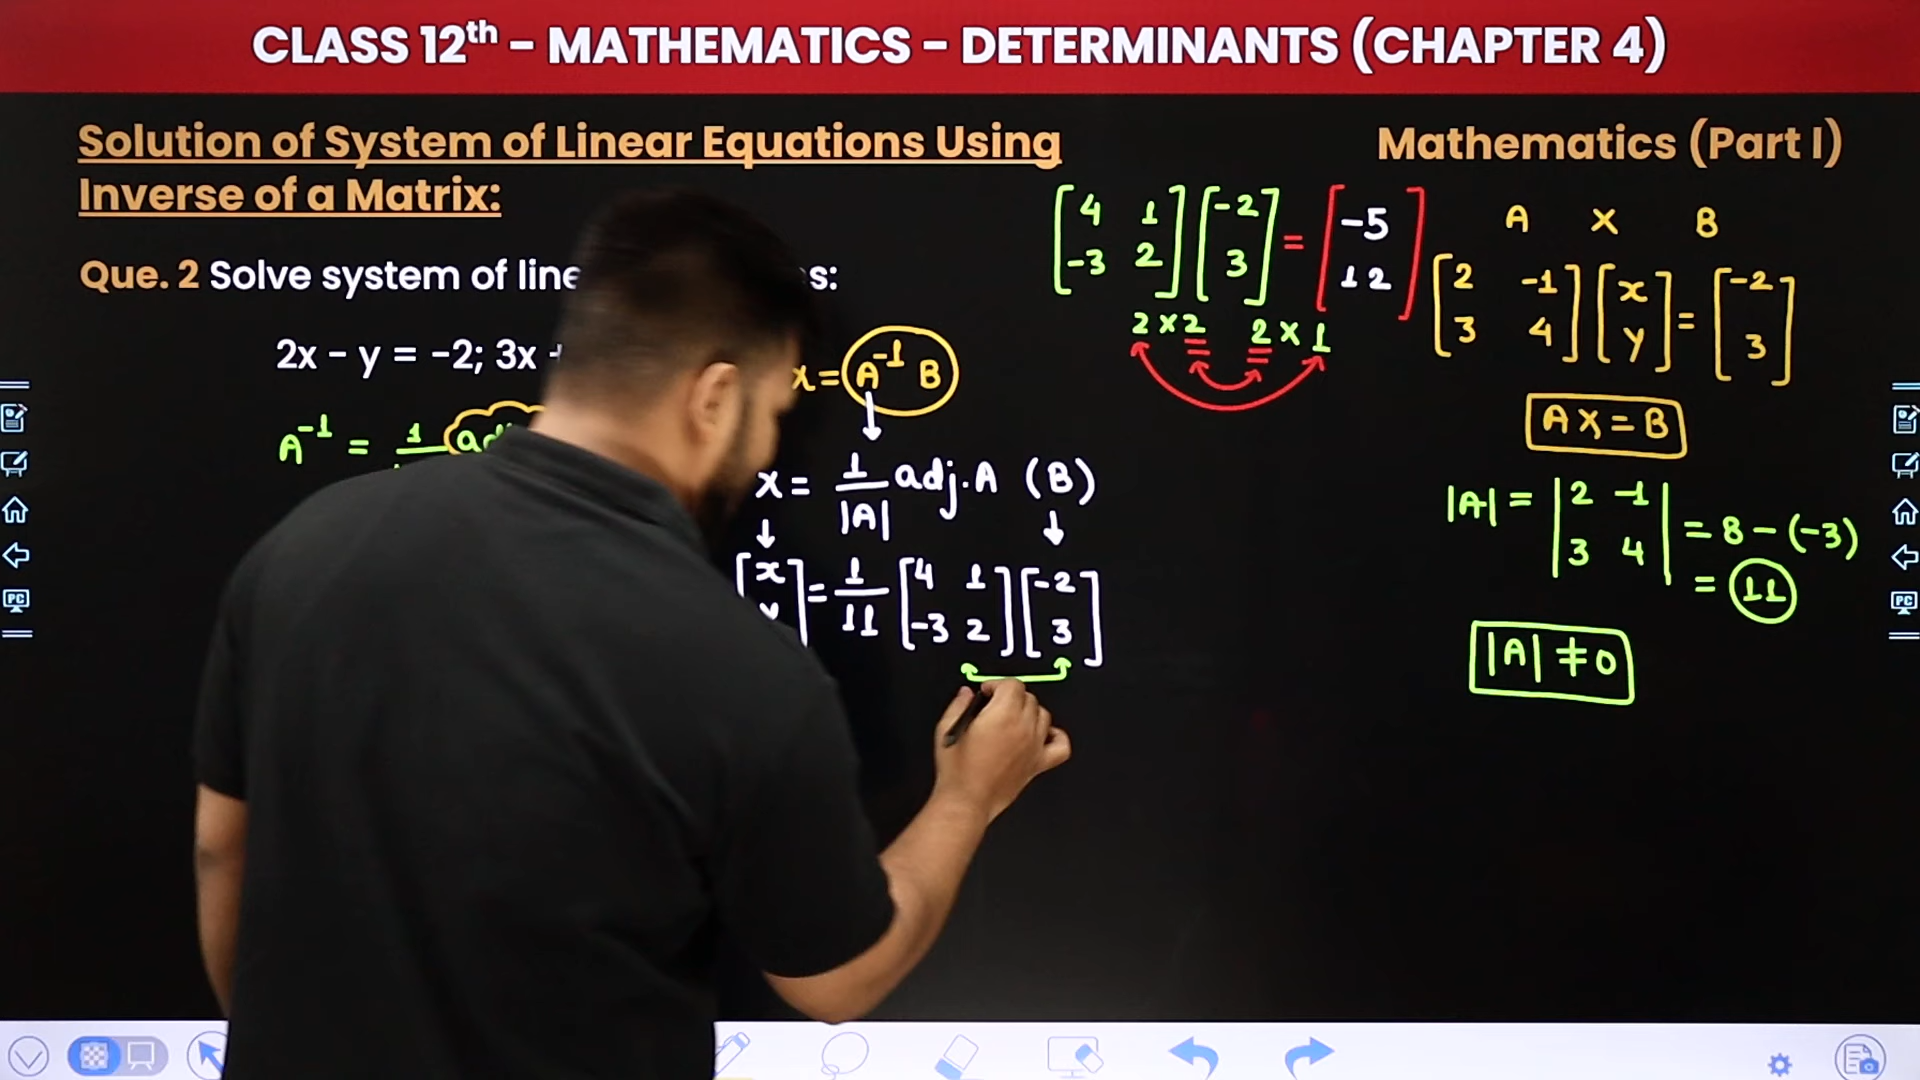 CLASS 12th – MATHEMATICS – DETERMINANTS (CHAPTER 4)
Solution of System of Linear Equations Using
Inverse of a Matrix:
Mathematics (Part I)
Que. 2 Solve system of line s:
2x – y = –2; 3x +
A⁻¹ = 1
x = A⁻¹ B
x = 1/|A| adj.A (B)
[x y] = 1/11 [4 1; -3 2] [-2; 3]
[4 1; -3 2] [-2; 3] = [-5; 12]
2×2 2×1
A X B
[2 -1; 3 4] [x; y] = [-2; 3]
AX = B
|A| = |2 -1; 3 4| = 8 – (-3)
= 11
|A| ≠ 0
PC
PC